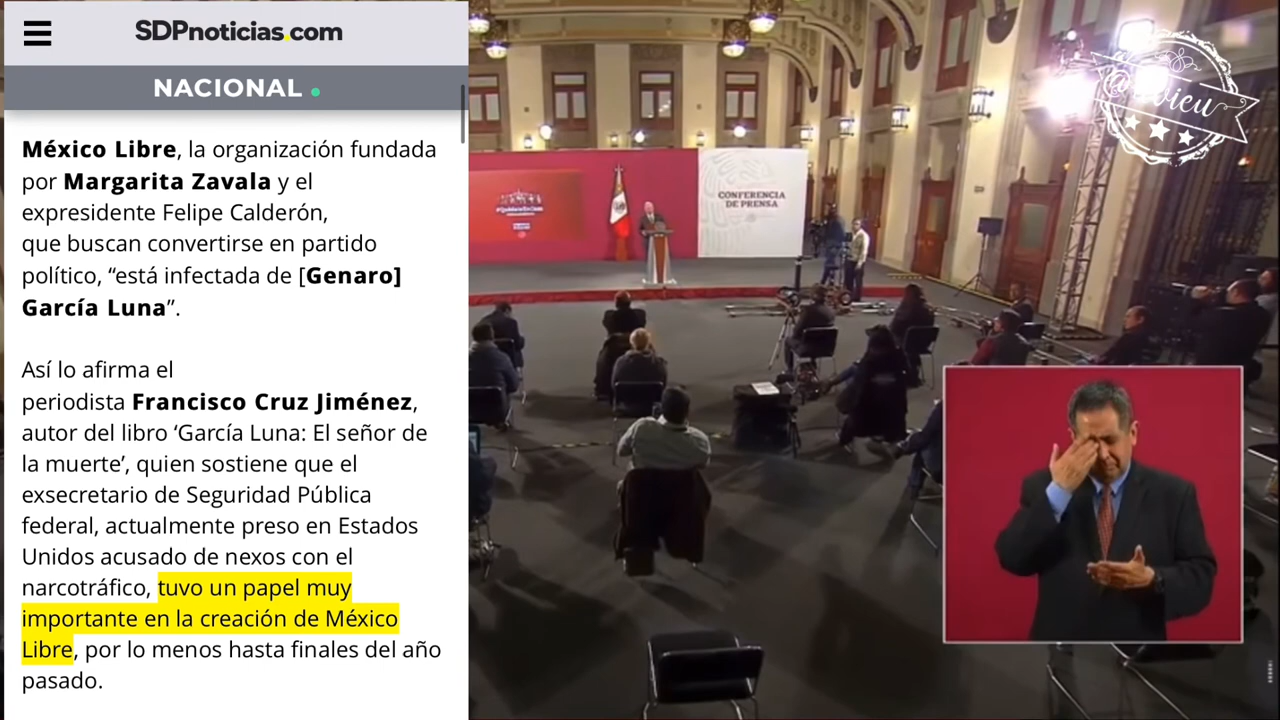 SDPnoticias.com
NACIONAL
México Libre, la organización fundada
por Margarita Zavala y el
expresidente Felipe Calderón,
que buscan convertirse en partido
político, “está infectada de [Genaro]
García Luna”.
Así lo afirma el
periodista Francisco Cruz Jiménez,
autor del libro ‘García Luna: El señor de
la muerte’, quien sostiene que el
exsecretario de Seguridad Pública
federal, actualmente preso en Estados
Unidos acusado de nexos con el
narcotráfico, tuvo un papel muy
importante en la creación de México
Libre, por lo menos hasta finales del año
pasado.
CONFERENCIA
DE PRENSA